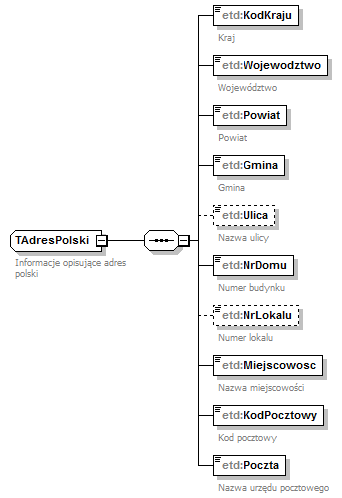 etd:KodKraju
Kraj
etd:Wojewodztwo
Województwo
etd:Powiat
Powiat
etd:Gmina
Gmina
etd:Ulica
Nazwa ulicy
TAdresPolski
Informacje opisujące adres
polski
etd:NrDomu
Numer budynku
etd:NrLokalu
Numer lokalu
etd:Miejscowosc
Nazwa miejscowości
etd:KodPocztowy
Kod pocztowy
etd:Poczta
Nazwa urzędu pocztowego